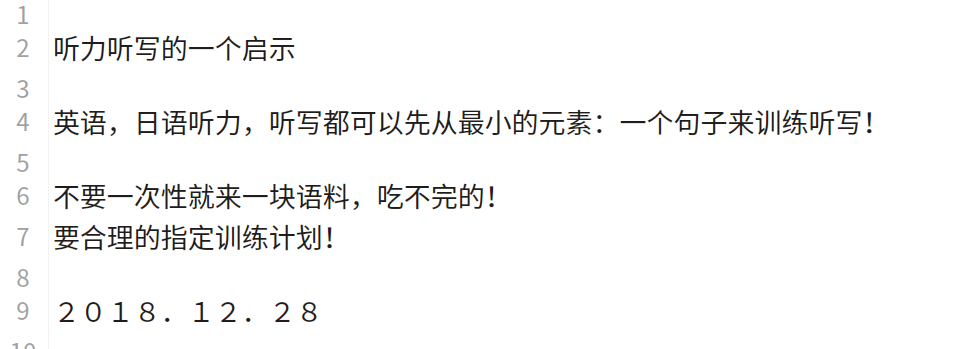 1
2 听力听写的一个启示
3
4 英语，日语听力，听写都可以先从最小的元素：一个句子来训练听写！
5
6 不要一次性就来一块语料，吃不完的！
7 要合理的指定训练计划！
8
9 ２０１８．１２．２８
10